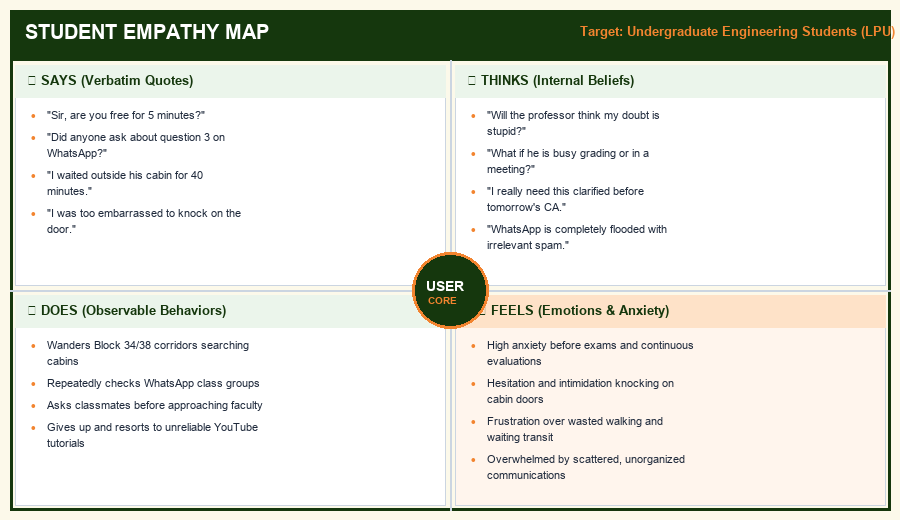 STUDENT EMPATHY MAP
Target: Undergraduate Engineering Students (LPU)
SAYS (Verbatim Quotes)
• "Sir, are you free for 5 minutes?"
• "Did anyone ask about question 3 on
WhatsApp?"
• "I waited outside his cabin for 40
minutes."
• "I was too embarrassed to knock on the
door."
THINKS (Internal Beliefs)
• "Will the professor think my doubt is
stupid?"
• "What if he is busy grading or in a
meeting?"
• "I really need this clarified before
tomorrow's CA."
• "WhatsApp is completely flooded with
irrelevant spam."
USER
CORE
DOES (Observable Behaviors)
• Wanders Block 34/38 corridors searching
cabins
• Repeatedly checks WhatsApp class groups
• Asks classmates before approaching faculty
• Gives up and resorts to unreliable YouTube
tutorials
FEELS (Emotions & Anxiety)
• High anxiety before exams and continuous
evaluations
• Hesitation and intimidation knocking on
cabin doors
• Frustration over wasted walking and
waiting transit
• Overwhelmed by scattered, unorganized
communications